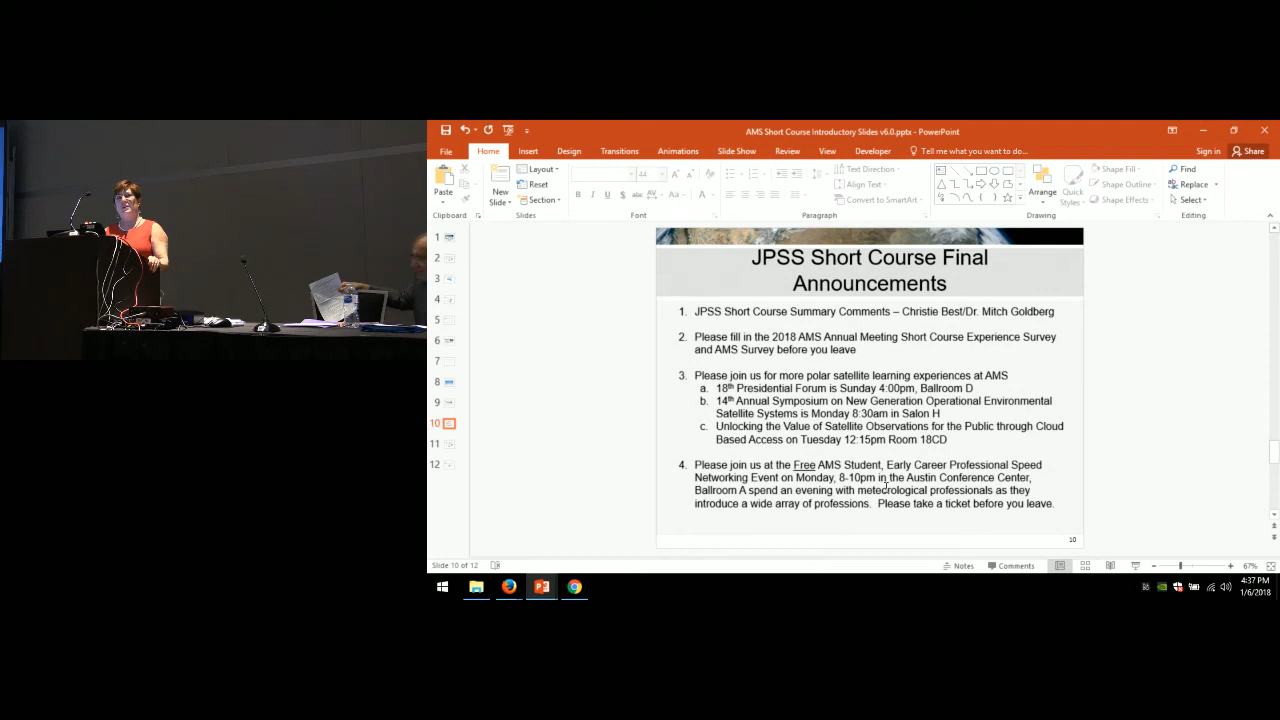 AMS Short Course Introductory Slides v6.0.pptx - PowerPoint
File Home Insert Design Transitions Animations Slide Show Review View Developer Tell me what you want to do... Sign in Share
Paste
Clipboard
New Slide
Layout
Reset
Section
Slides
44
B I U S abc AV Aa A
Font
Text Direction
Align Text
Convert to SmartArt
Paragraph
Arrange
Quick Styles
Shape Fill
Shape Outline
Shape Effects
Drawing
Find
Replace
Select
Editing
1
2
3
4
5
6
7
8
9
10
11
12
JPSS Short Course Final
Announcements
1. JPSS Short Course Summary Comments – Christie Best/Dr. Mitch Goldberg
2. Please fill in the 2018 AMS Annual Meeting Short Course Experience Survey
and AMS Survey before you leave
3. Please join us for more polar satellite learning experiences at AMS
a. 18th Presidential Forum is Sunday 4:00pm, Ballroom D
b. 14th Annual Symposium on New Generation Operational Environmental
Satellite Systems is Monday 8:30am in Salon H
c. Unlocking the Value of Satellite Observations for the Public through Cloud
Based Access on Tuesday 12:15pm Room 18CD
4. Please join us at the Free AMS Student, Early Career Professional Speed
Networking Event on Monday, 8-10pm in the Austin Conference Center,
Ballroom A spend an evening with meteorological professionals as they
introduce a wide array of professions. Please take a ticket before you leave.
10
Slide 10 of 12
Notes Comments 67%
4:37 PM
1/6/2018